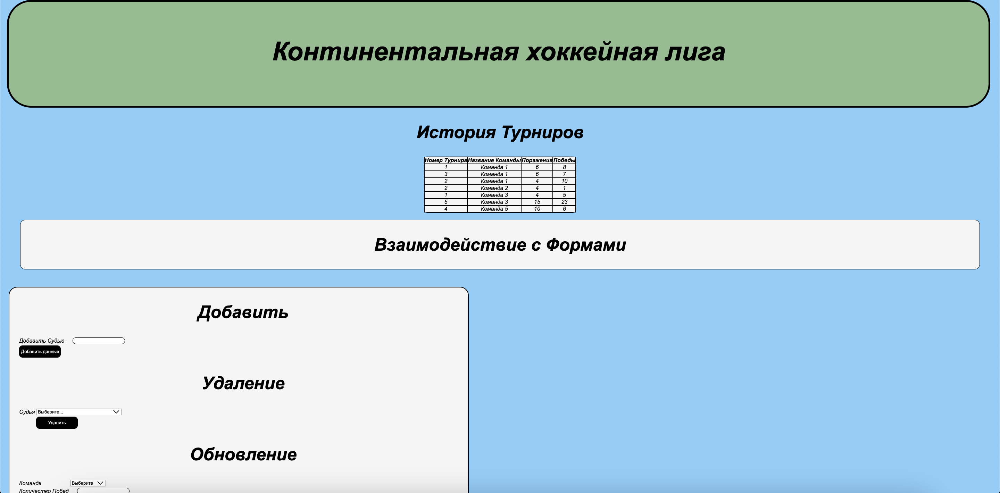 Континентальная хоккейная лига
История Турниров
Номер Турнира Название Команды Поражения Победы
1 Команда 1 6 8
3 Команда 1 6 7
2 Команда 1 4 10
2 Команда 2 4 1
1 Команда 3 4 5
5 Команда 3 15 23
4 Команда 5 10 6
Взаимодействие с Формами
Добавить
Добавить Судью
Добавить данные
Удаление
Судья Выберите...
Удалить
Обновление
Команда Выберите
Количество Побед